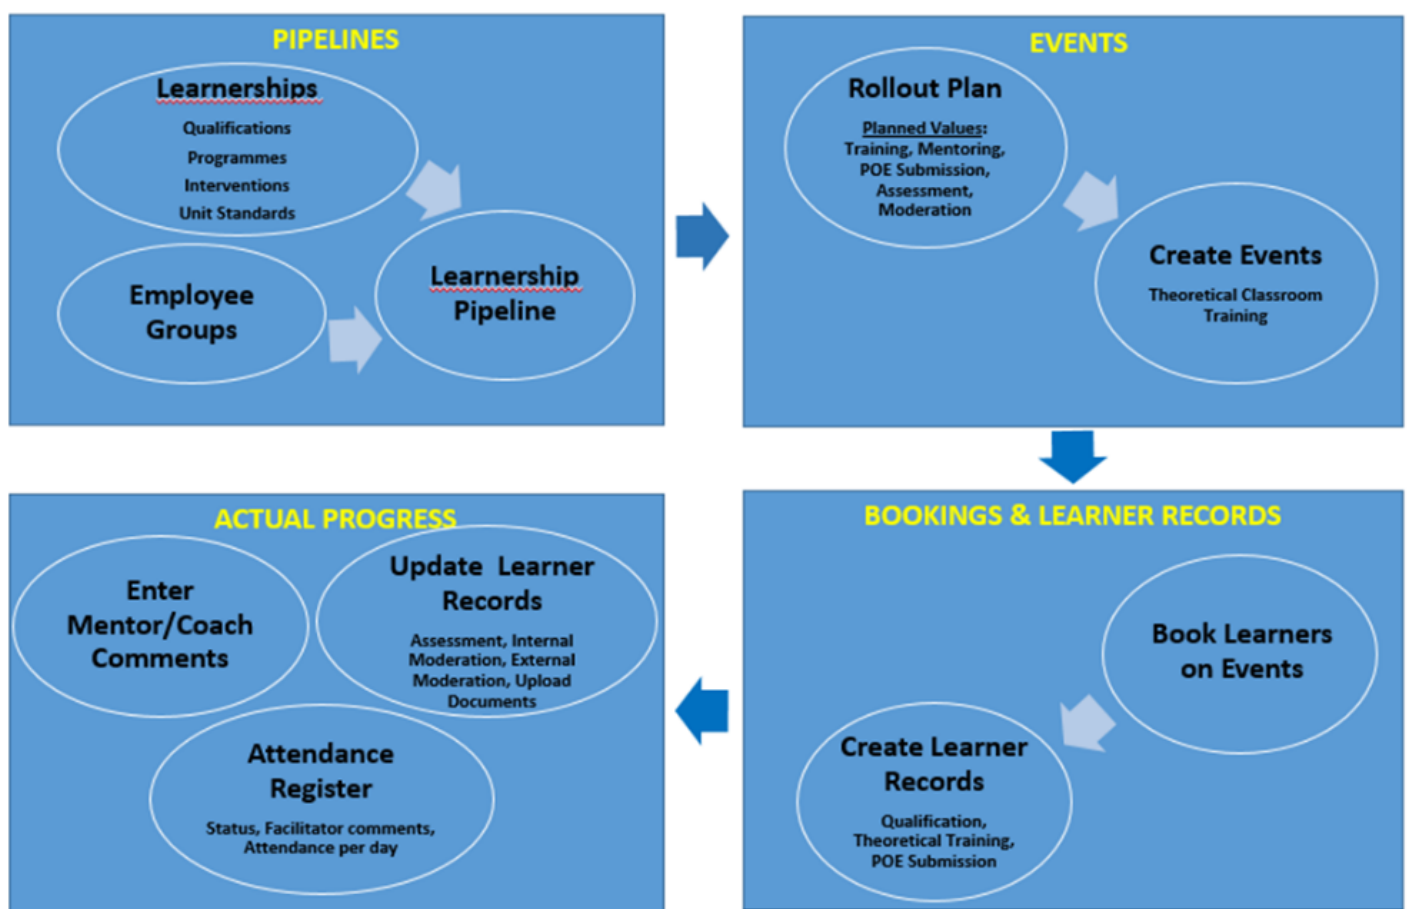 PIPELINES
Learnerships
Qualifications
Programmes
Interventions
Unit Standards
Employee
Groups
Learnership
Pipeline
EVENTS
Rollout Plan
Planned Values:
Training, Mentoring,
POE Submission,
Assessment,
Moderation
Create Events
Theoretical Classroom
Training
BOOKINGS & LEARNER RECORDS
Book Learners
on Events
Create Learner
Records
Qualification,
Theoretical Training,
POE Submission
ACTUAL PROGRESS
Enter
Mentor/Coach
Comments
Update Learner
Records
Assessment, Internal
Moderation, External
Moderation, Upload
Documents
Attendance
Register
Status, Facilitator comments,
Attendance per day